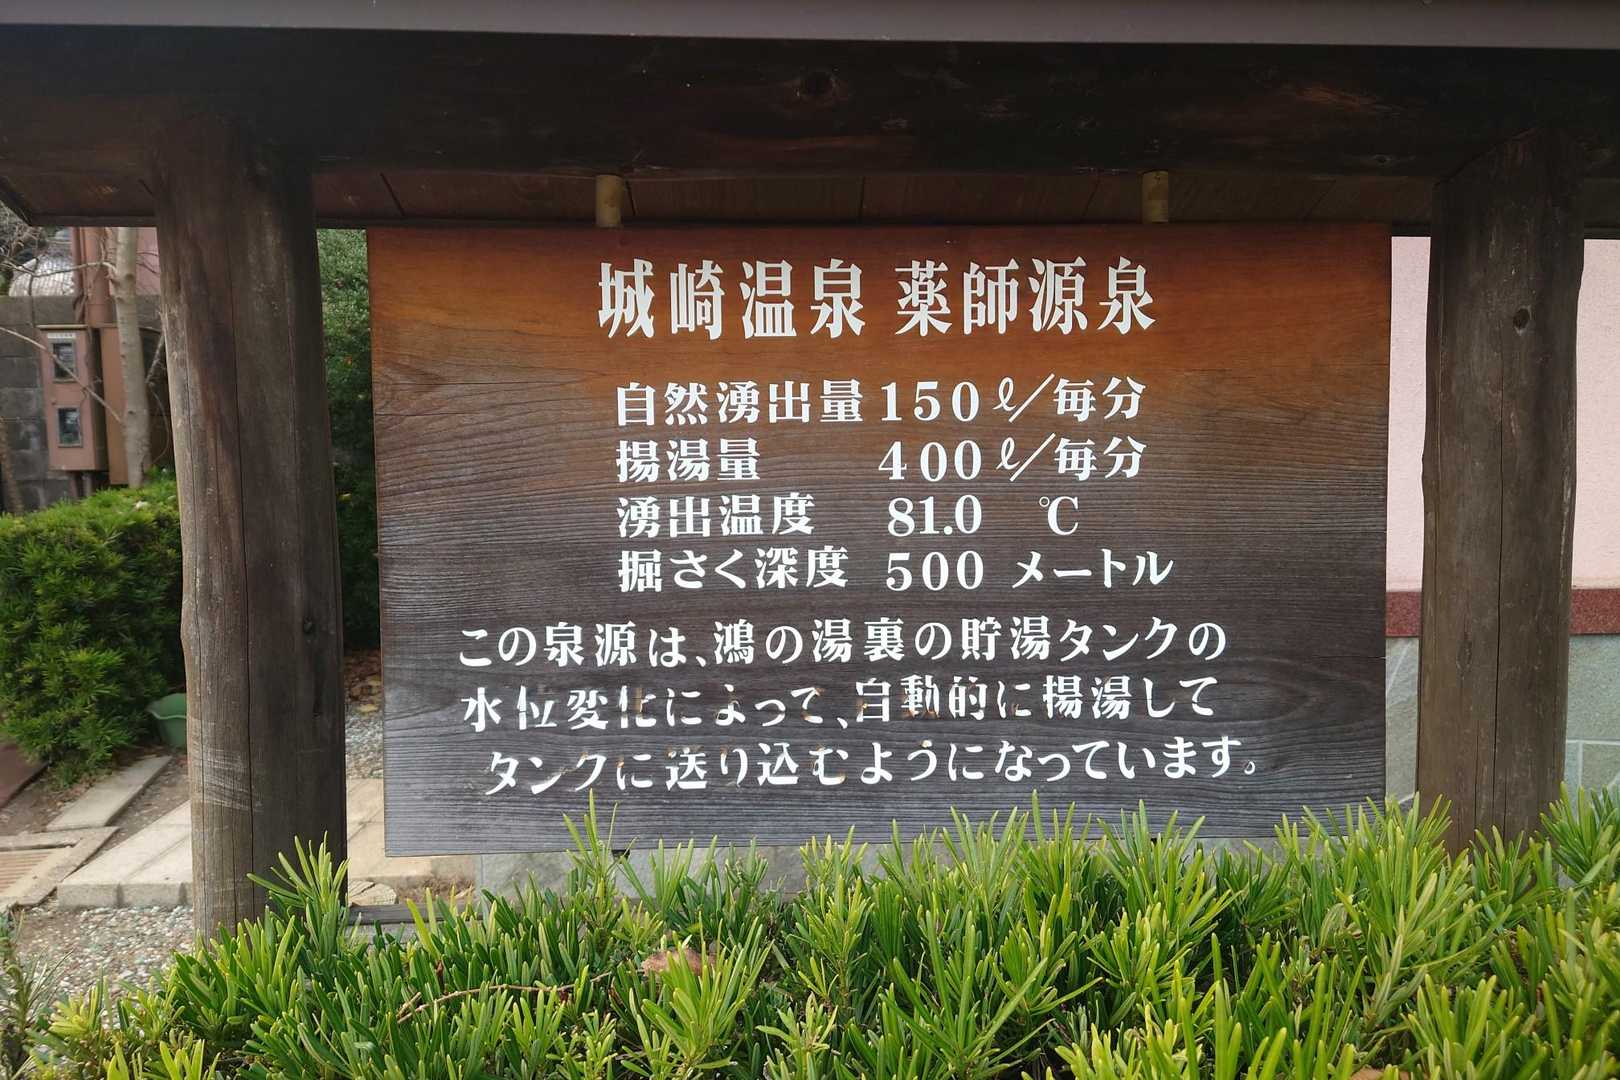 城崎温泉 薬師源泉
自然湧出量 150ℓ/毎分
揚湯量 400ℓ/毎分
湧出温度 81.0 ℃
掘さく深度 500 メートル
この泉源は、鴻の湯裏の貯湯タンクの
水位変化によって、自動的に揚湯して
タンクに送り込むようになっています。